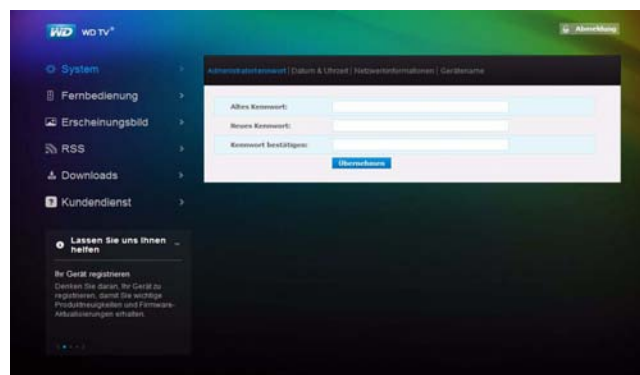 WD WD TV®
Abmeldung
System
Fernbedienung
Erscheinungsbild
RSS
Downloads
Kundendienst
Administratorkennwort | Datum & Uhrzeit | Netzwerkinformationen | Gerätename
Altes Kennwort:
Neues Kennwort:
Kennwort bestätigen:
Übernehmen
Lassen Sie uns Ihnen
helfen
Ihr Gerät registrieren
Denken Sie daran, Ihr Gerät zu
registrieren, damit Sie wichtige
Produktneuigkeiten und Firmware-
Aktualisierungen erhalten.